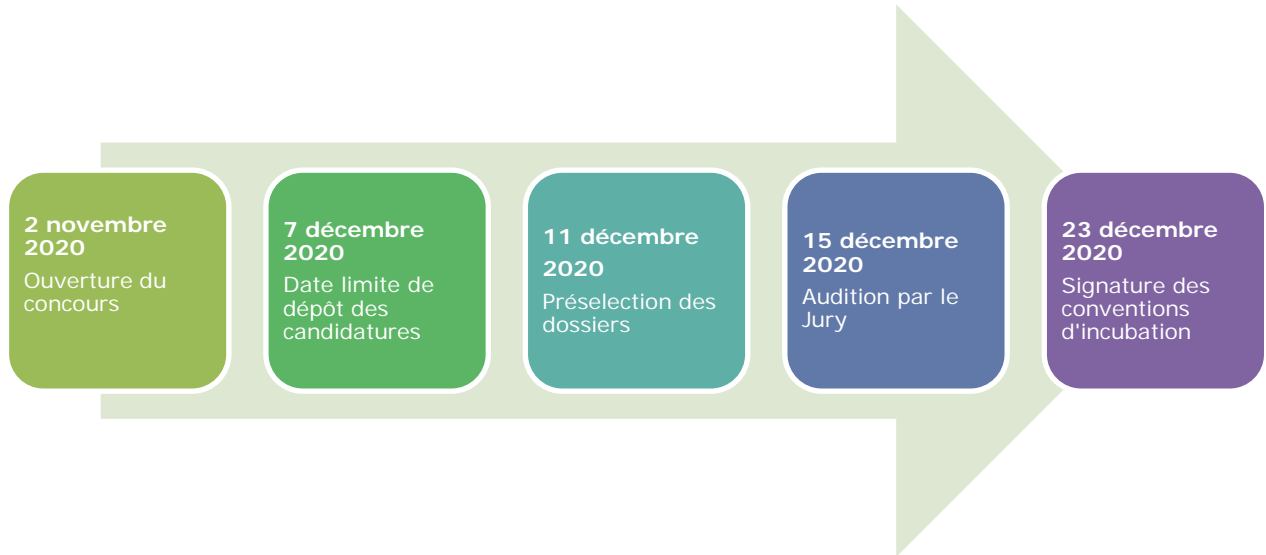 2 novembre
2020
Ouverture du
concours
7 décembre
2020
Date limite de
dépôt des
candidatures
11 décembre
2020
Préselection des
dossiers
15 décembre
2020
Audition par le
Jury
23 décembre
2020
Signature des
conventions
d'incubation